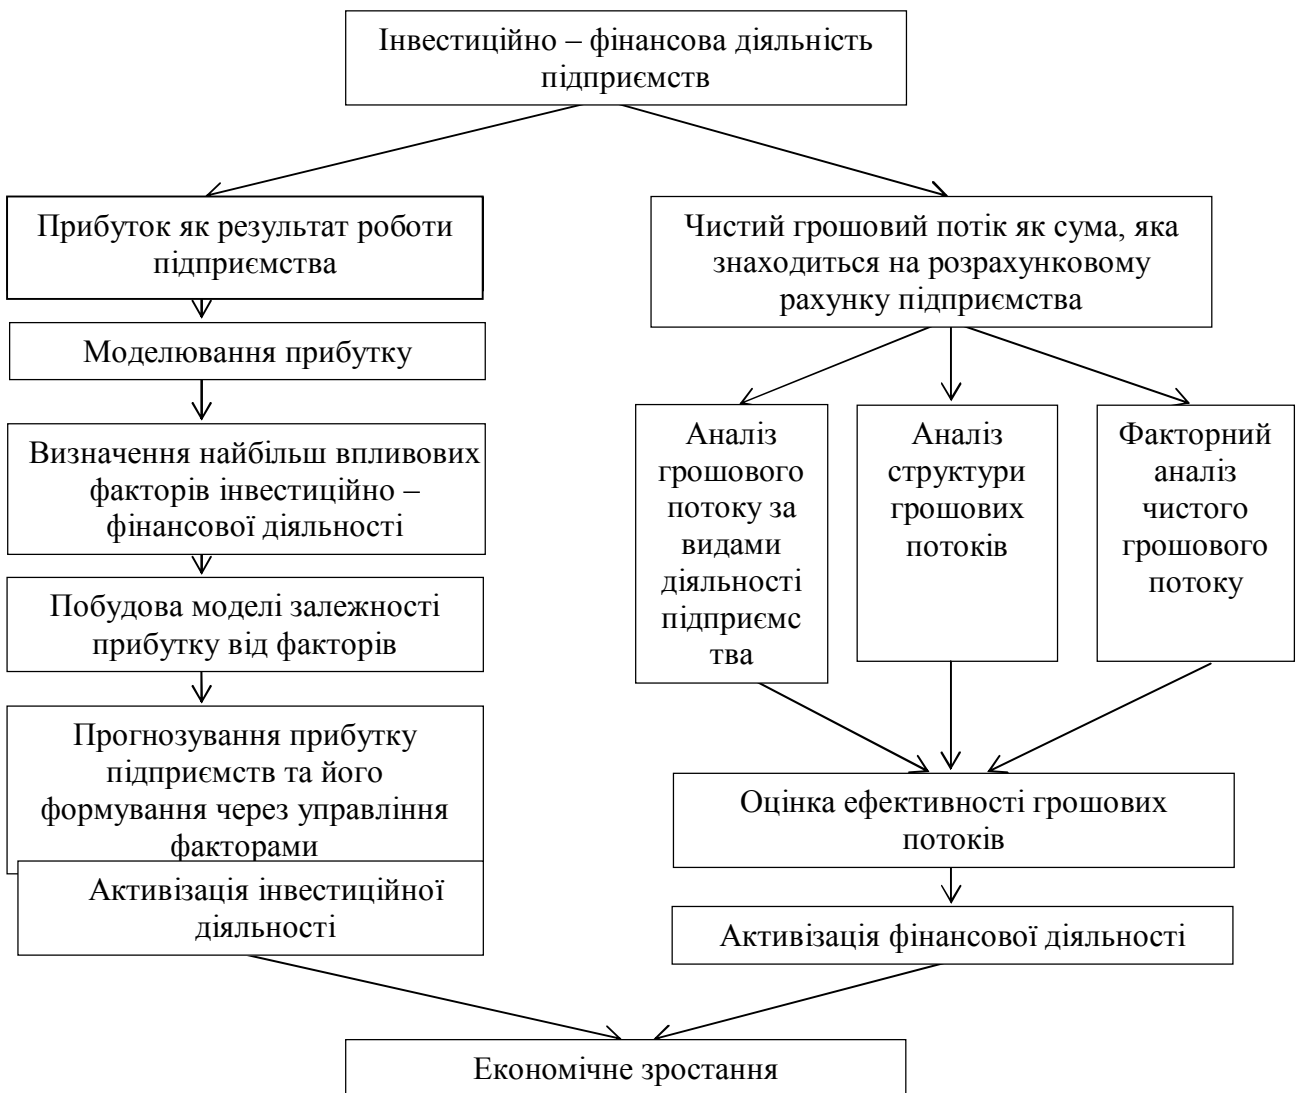 Інвестиційно – фінансова діяльність
підприємств
Прибуток як результат роботи
підприємства
Моделювання прибутку
Визначення найбільш впливових
факторів інвестиційно –
фінансової діяльності
Побудова моделі залежності
прибутку від факторів
Прогнозування прибутку
підприємств та його
формування через управління
факторами
Активізація інвестиційної
діяльності
Чистий грошовий потік як сума, яка
знаходиться на розрахунковому
рахунку підприємства
Аналіз
грошового
потоку за
видами
діяльності
підприємс
тва
Аналіз
структури
грошових
потоків
Факторний
аналіз
чистого
грошового
потоку
Оцінка ефективності грошових
потоків
Активізація фінансової діяльності
Економічне зростання